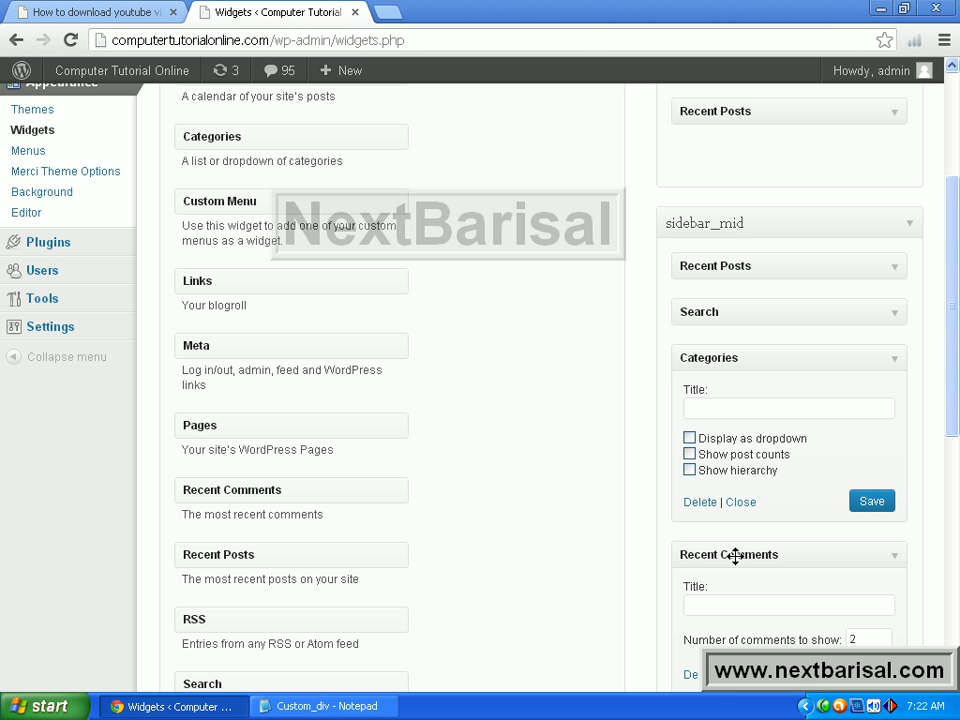 How to download youtube vi
Widgets < Computer Tutorial
computertutorialonline.com/wp-admin/widgets.php
Computer Tutorial Online
3
95
New
Howdy, admin
Appearance
Themes
Widgets
Menus
Merci Theme Options
Background
Editor
Plugins
Users
Tools
Settings
Collapse menu
A calendar of your site's posts
Categories
A list or dropdown of categories
Custom Menu
Use this widget to add one of your custom
menus as a widget.
Links
Your blogroll
Meta
Log in/out, admin, feed and WordPress
links
Pages
Your site's WordPress Pages
Recent Comments
The most recent comments
Recent Posts
The most recent posts on your site
RSS
Entries from any RSS or Atom feed
Search
NextBarisal
Recent Posts
sidebar_mid
Recent Posts
Search
Categories
Title:
Display as dropdown
Show post counts
Show hierarchy
Delete | Close
Save
Recent Comments
Title:
Number of comments to show: 2
De
www.nextbarisal.com
start
Widgets < Computer ...
Custom_div - Notepad
7:22 AM